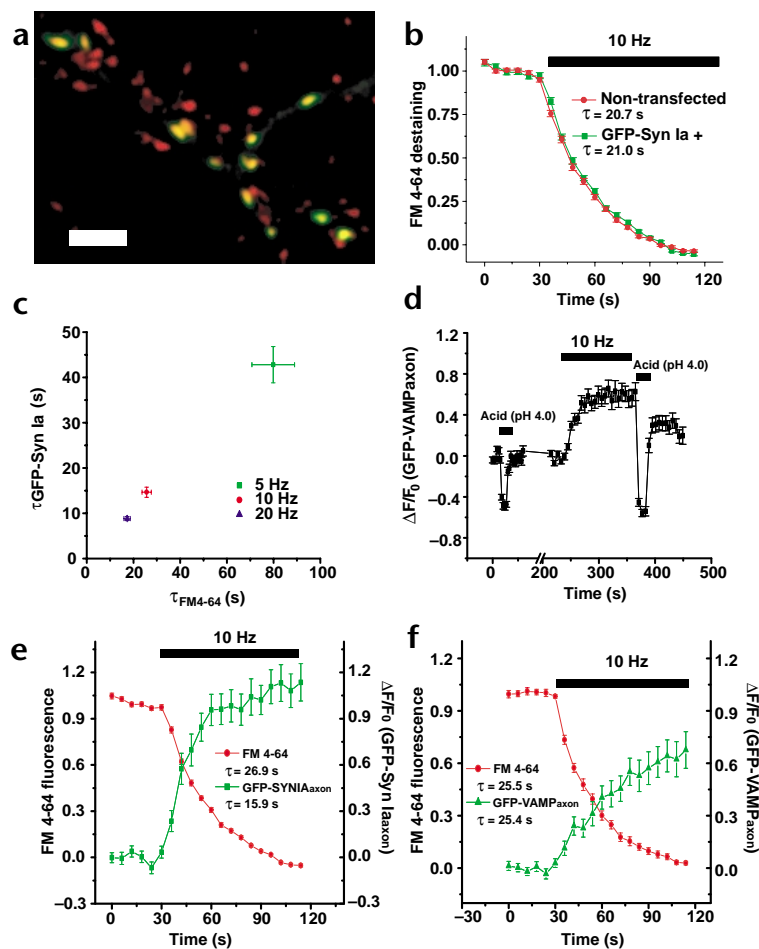 a
b
10 Hz
FM 4-64 destaining
1.00
0.75
0.50
0.25
0.00
Non-transfected
τ = 20.7 s
GFP-Syn Ia +
τ = 21.0 s
0 30 60 90 120
Time (s)
c
τGFP-Syn Ia (s)
50
40
30
20
10
0
5 Hz
10 Hz
20 Hz
0 20 40 60 80 100
τFM4-64 (s)
d
ΔF/F0 (GFP-VAMPaxon)
1.2
0.8
0.4
0.0
−0.4
−0.8
10 Hz
Acid (pH 4.0)
Acid (pH 4.0)
0 200 300 400 500
Time (s)
e
10 Hz
FM 4-64 fluorescence
1.2
0.9
0.6
0.3
0.0
−0.3
FM 4-64
τ = 26.9 s
GFP-SYNIAaxon
τ = 15.9 s
1.2
0.9
0.6
0.3
0.0
−0.3
ΔF/F0 (GFP-Syn Iaaxon)
0 30 60 90 120
Time (s)
f
10 Hz
FM 4-64 fluorescence
1.2
0.9
0.6
0.3
0.0
FM 4-64
τ = 25.5 s
GFP-VAMPaxon
τ = 25.4 s
1.2
0.9
0.6
0.3
0.0
ΔF/F0 (GFP-VAMPaxon)
−30 0 30 60 90 120
Time (s)